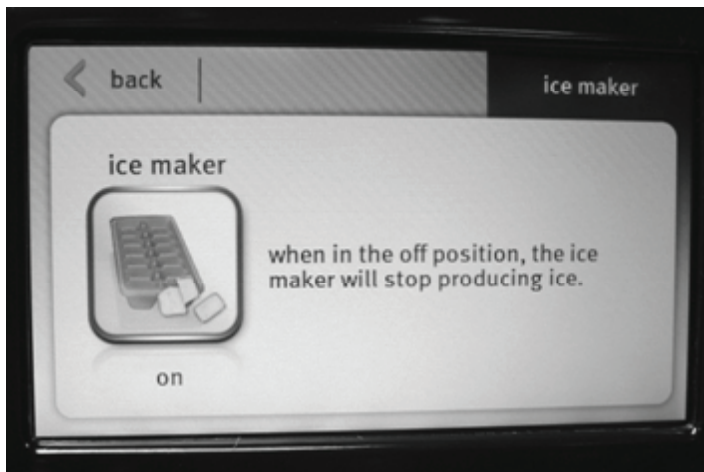 back
ice maker
ice maker
when in the off position, the ice
maker will stop producing ice.
on